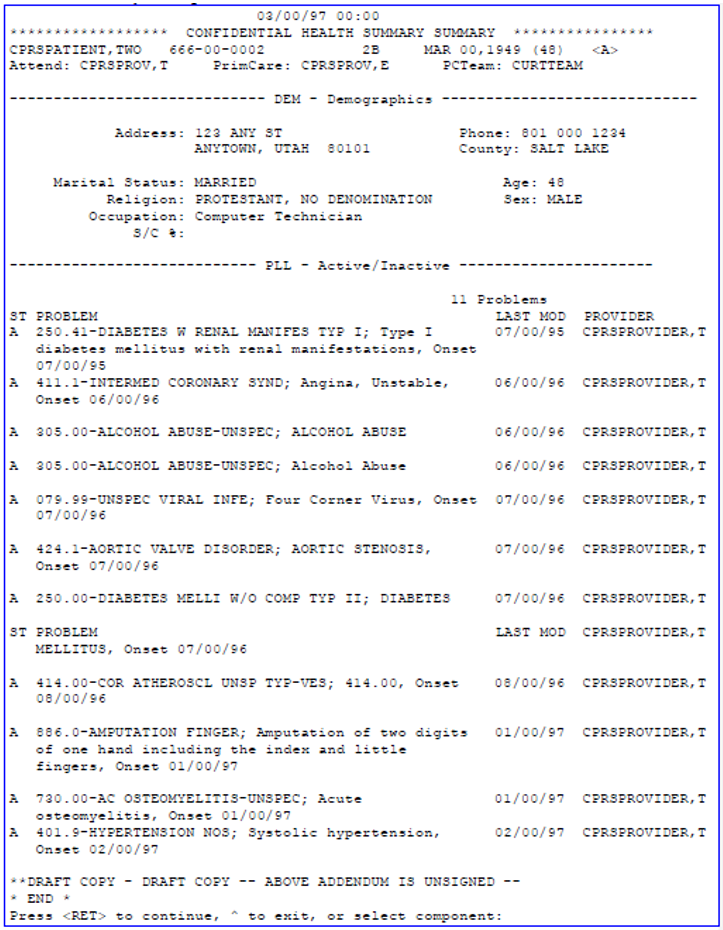 03/00/97 00:00
****************** CONFIDENTIAL HEALTH SUMMARY SUMMARY ****************
CPRSPATIENT,TWO 666-00-0002 2B MAR 00,1949 (48) <A>
Attend: CPRSPROV,T PrimCare: CPRSPROV,E PCTeam: CURTTEAM
----------------------------- DEM - Demographics -----------------------------
Address: 123 ANY ST Phone: 801 000 1234
ANYTOWN, UTAH 80101 County: SALT LAKE
Marital Status: MARRIED Age: 48
Religion: PROTESTANT, NO DENOMINATION Sex: MALE
Occupation: Computer Technician
S/C %:
---------------------------- PLL - Active/Inactive ----------------------
11 Problems
ST PROBLEM LAST MOD PROVIDER
A 250.41-DIABETES W RENAL MANIFES TYP I; Type I 07/00/95 CPRSPROVIDER,T
diabetes mellitus with renal manifestations, Onset
07/00/95
A 411.1-INTERMED CORONARY SYND; Angina, Unstable, 06/00/96 CPRSPROVIDER,T
Onset 06/00/96
A 305.00-ALCOHOL ABUSE-UNSPEC; ALCOHOL ABUSE 06/00/96 CPRSPROVIDER,T
A 305.00-ALCOHOL ABUSE-UNSPEC; Alcohol Abuse 06/00/96 CPRSPROVIDER,T
A 079.99-UNSPEC VIRAL INFE; Four Corner Virus, Onset 07/00/96 CPRSPROVIDER,T
07/00/96
A 424.1-AORTIC VALVE DISORDER; AORTIC STENOSIS, 07/00/96 CPRSPROVIDER,T
Onset 07/00/96
A 250.00-DIABETES MELLI W/O COMP TYP II; DIABETES 07/00/96 CPRSPROVIDER,T
ST PROBLEM LAST MOD CPRSPROVIDER,T
MELLITUS, Onset 07/00/96
A 414.00-COR ATHEROSCL UNSP TYP-VES; 414.00, Onset 08/00/96 CPRSPROVIDER,T
08/00/96
A 886.0-AMPUTATION FINGER; Amputation of two digits 01/00/97 CPRSPROVIDER,T
of one hand including the index and little
fingers, Onset 01/00/97
A 730.00-AC OSTEOMYELITIS-UNSPEC; Acute 01/00/97 CPRSPROVIDER,T
osteomyelitis, Onset 01/00/97
A 401.9-HYPERTENSION NOS; Systolic hypertension, 02/00/97 CPRSPROVIDER,T
Onset 02/00/97
**DRAFT COPY - DRAFT COPY -- ABOVE ADDENDUM IS UNSIGNED --
* END *
Press <RET> to continue, ^ to exit, or select component: